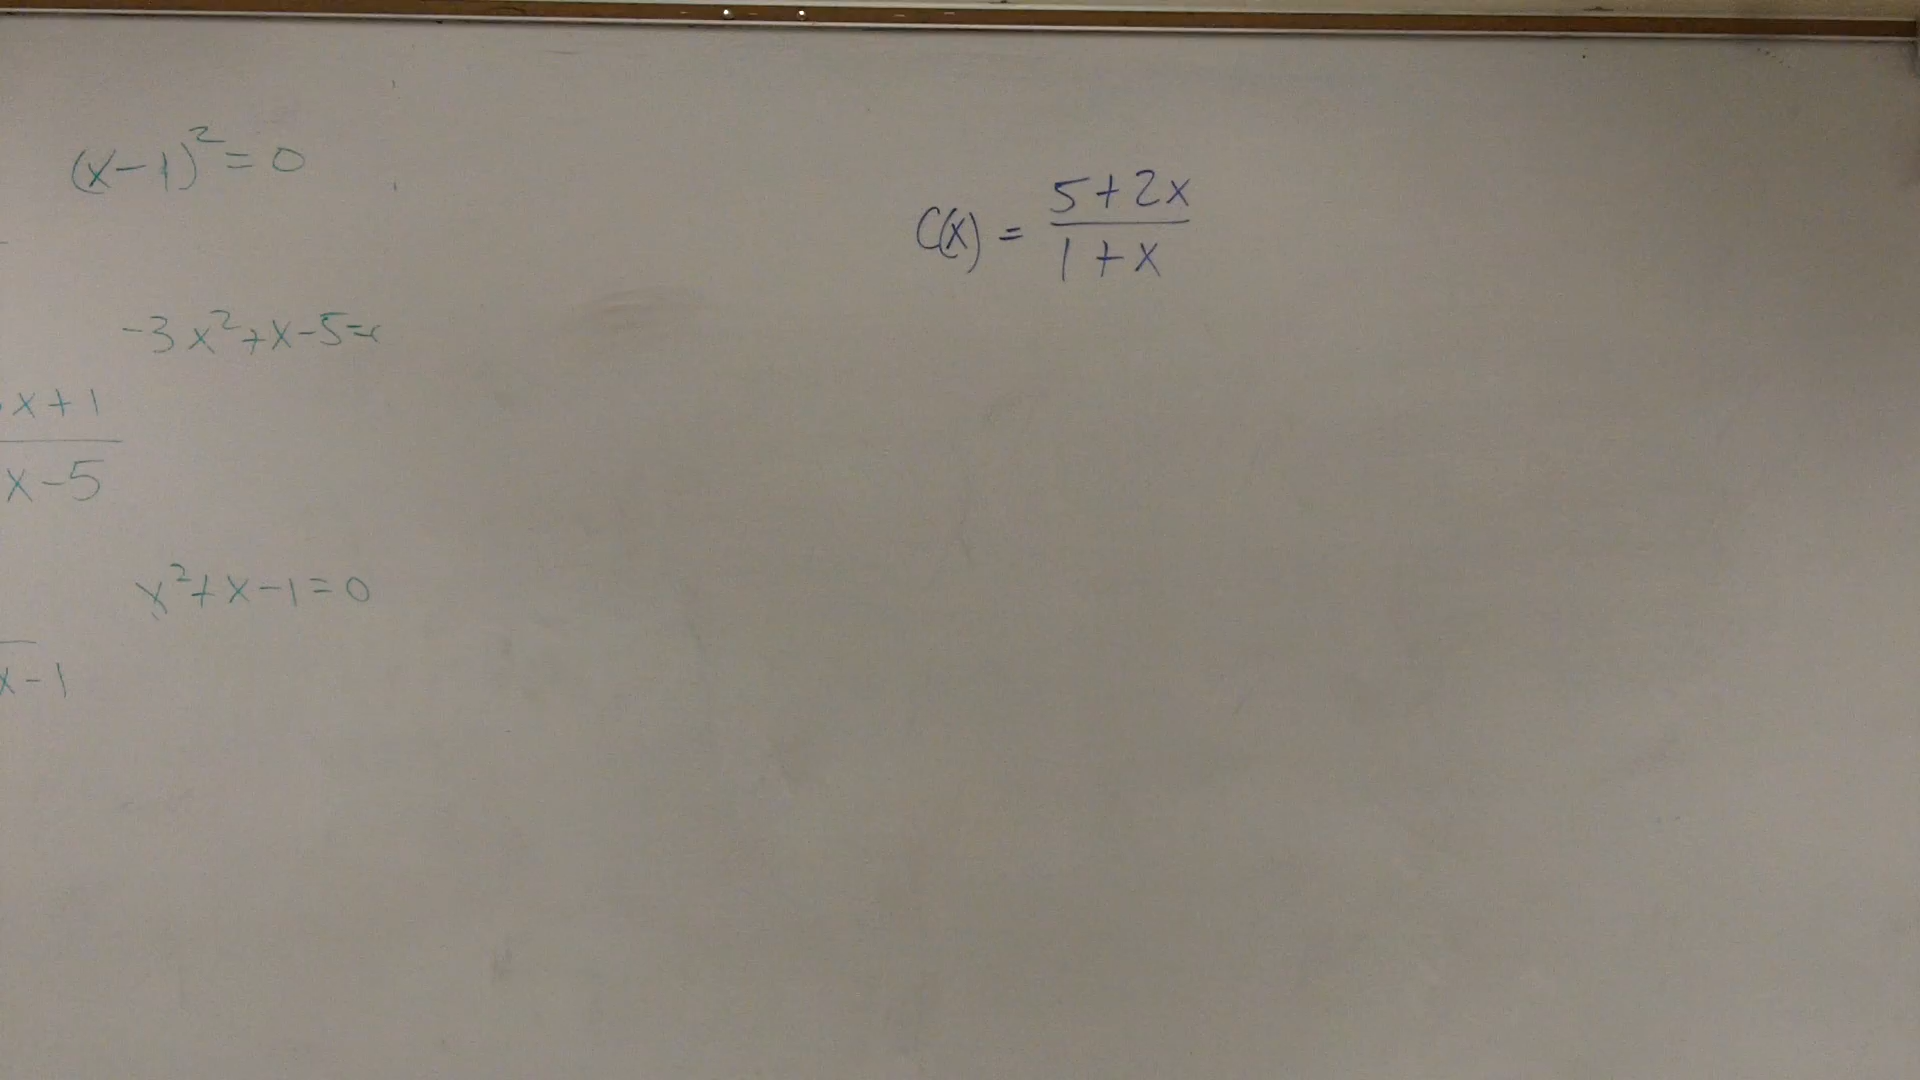 (x-1)²=0
C(x) = (5+2x)/(1+x)
-3x²+x-5=
x+1
x-5
x²+x-1=0
x-1